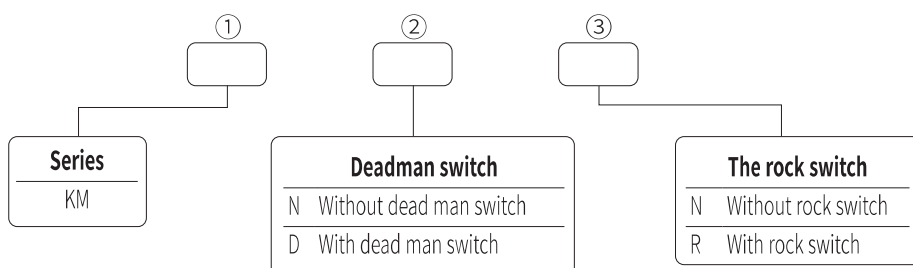 ① ② ③
Series
KM
Deadman switch
N Without dead man switch
D With dead man switch
The rock switch
N Without rock switch
R With rock switch